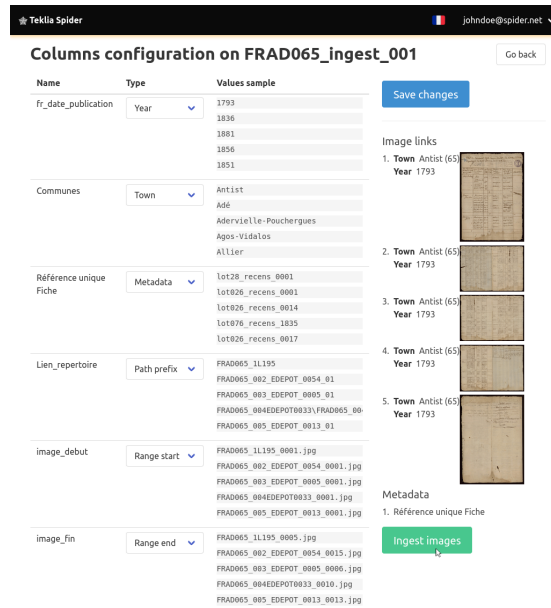 Teklia Spider
johndoe@spider.net
Columns configuration on FRAD065_ingest_001
Go back
Name Type Values sample
fr_date_publication Year 1793
1836
1881
1856
1851
Communes Town Antist
Adé
Adervielle-Pouchergues
Agos-Vidalos
Allier
Référence unique Fiche Metadata lot28_recens_0001
lot026_recens_0001
lot026_recens_0014
lot076_recens_1835
lot026_recens_0017
Lien_repertoire Path prefix FRAD065_1L195
FRAD065_002_EDEPOT_0054_01
FRAD065_003_EDEPOT_0005_01
FRAD065_004EDEPOT0033\FRAD065_00
FRAD065_005_EDEPOT_0013_01
image_debut Range start FRAD065_1L195_0001.jpg
FRAD065_002_EDEPOT_0054_0001.jpg
FRAD065_003_EDEPOT_0005_0001.jpg
FRAD065_004EDEPOT0033_0001.jpg
FRAD065_005_EDEPOT_0013_0001.jpg
image_fin Range end FRAD065_1L195_0005.jpg
FRAD065_002_EDEPOT_0054_0015.jpg
FRAD065_003_EDEPOT_0005_0006.jpg
FRAD065_004EDEPOT0033_0010.jpg
FRAD065_005_EDEPOT_0013_0013.jpg
Save changes
Image links
1. Town Antist (65)
Year 1793
2. Town Antist (65)
Year 1793
3. Town Antist (65)
Year 1793
4. Town Antist (65)
Year 1793
5. Town Antist (65)
Year 1793
Metadata
1. Référence unique Fiche
Ingest images